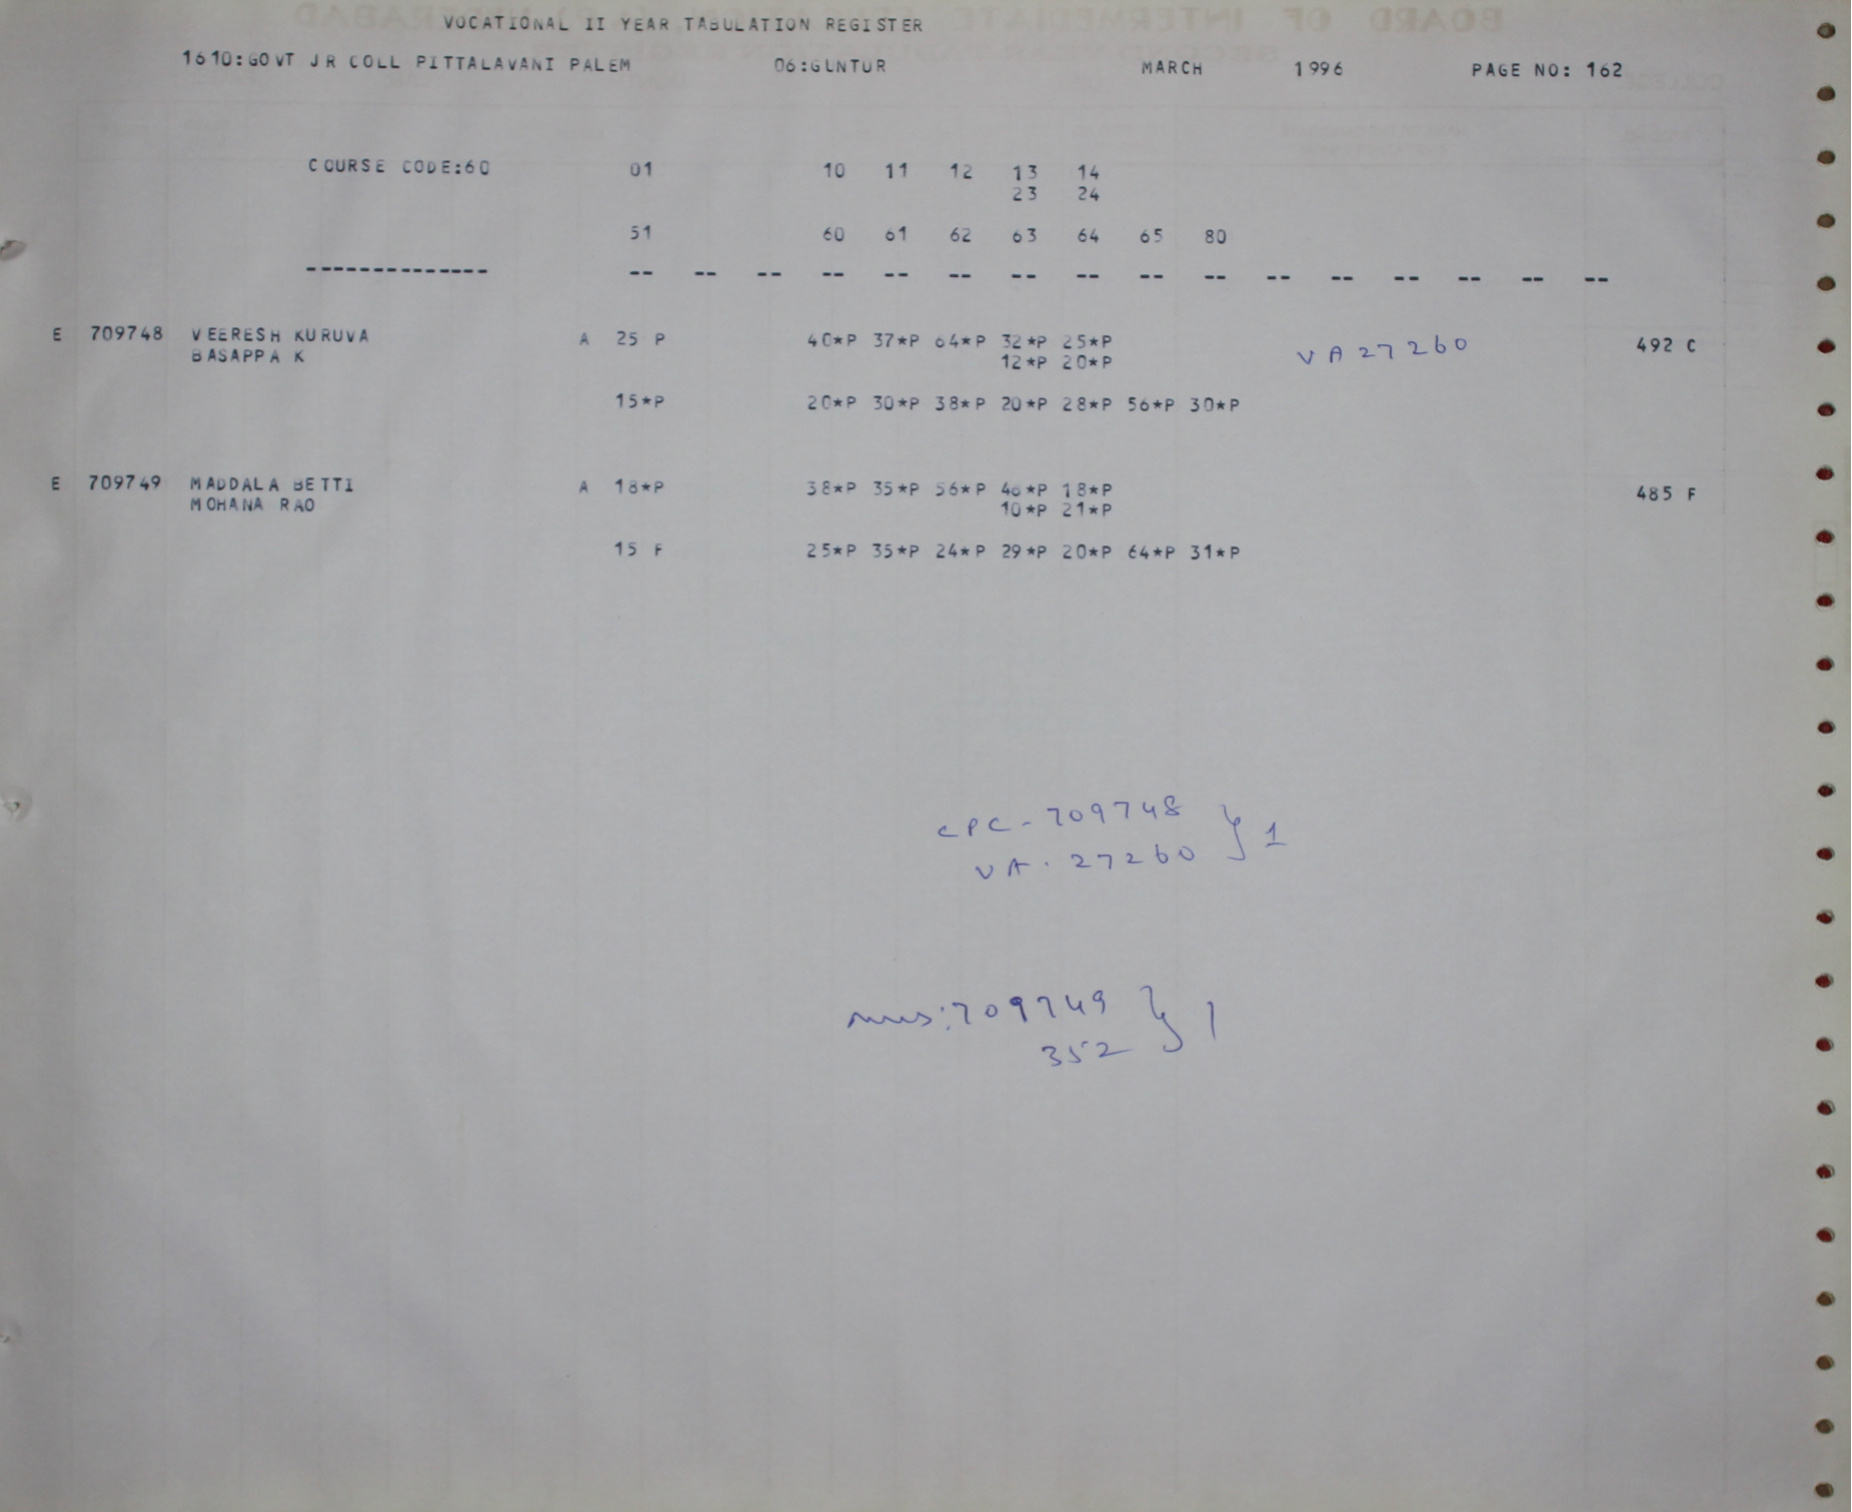 VOCATIONAL II YEAR TABULATION REGISTER
1610:GOVT JR COLL PITTALAVANI PALEM 06:GUNTUR MARCH 1996 PAGE NO: 162
COURSE CODE:60 01 10 11 12 13 14
23 24
51 60 61 62 63 64 65 80
-------------- -- -- -- -- -- -- -- -- -- -- -- -- -- -- -- --
E 709748 VEERESH KURUVA A 25 P 40*P 37*P 64*P 32*P 25*P VA 27260 492 C
BASAPPA K 12*P 20*P
15*P 20*P 30*P 38*P 20*P 28*P 56*P 30*P
E 709749 MADDALA BETTI A 18*P 38*P 35*P 56*P 46*P 18*P 485 F
MOHANA RAO 10*P 21*P
15 F 25*P 35*P 24*P 29*P 20*P 64*P 31*P
CPC - 709748 } 1
VA . 27260
709749 } 1
352